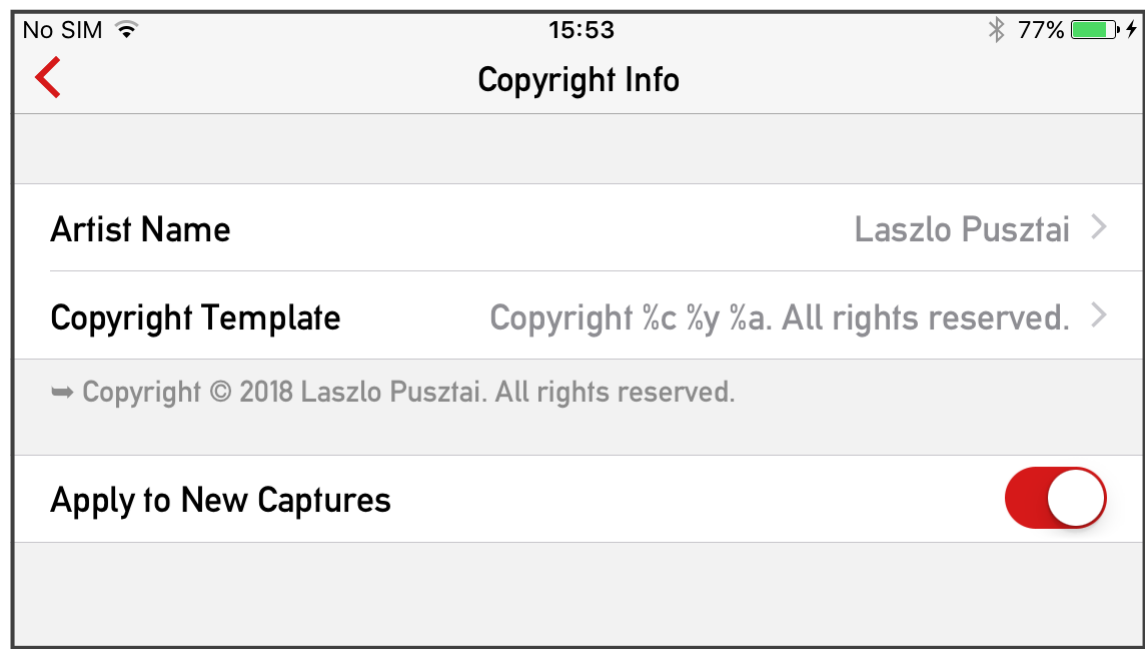 No SIM 15:53 77%
Copyright Info
Artist Name Laszlo Pusztai
Copyright Template Copyright %c %y %a. All rights reserved.
➥ Copyright © 2018 Laszlo Pusztai. All rights reserved.
Apply to New Captures